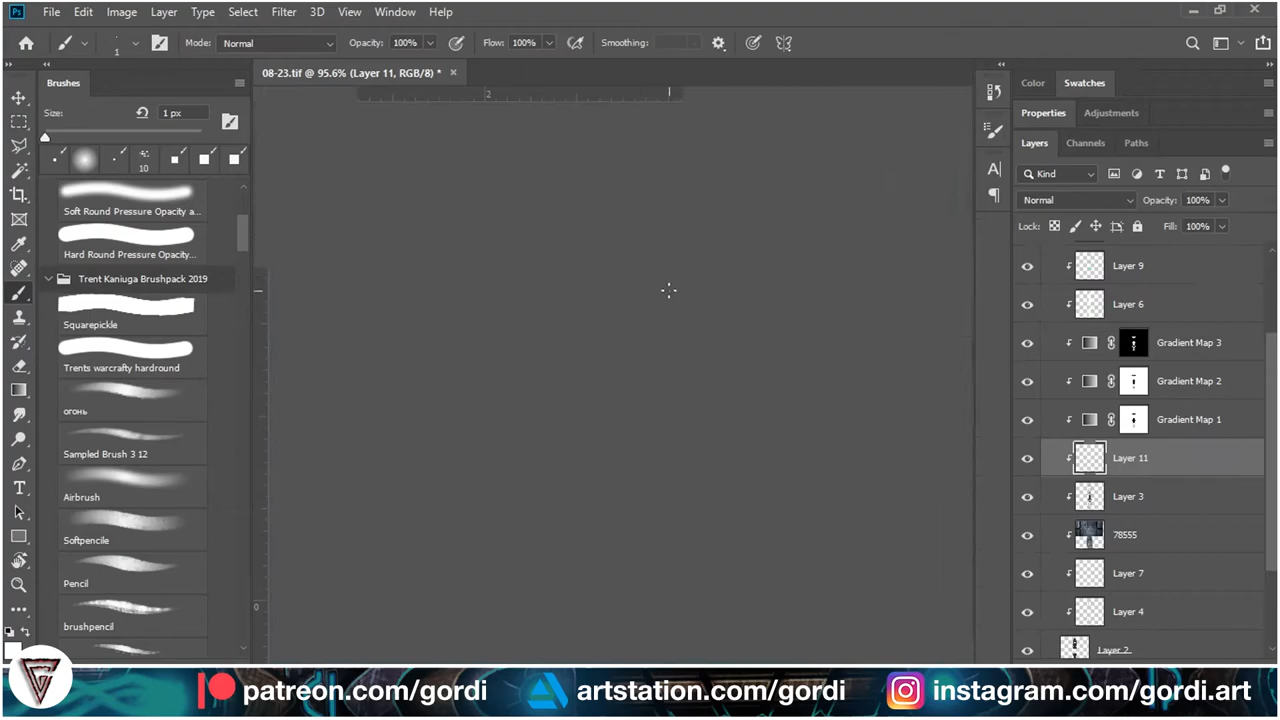 Ps File Edit Image Layer Type Select Filter 3D View Window Help
1 Mode: Normal Opacity: 100% Flow: 100% Smoothing:
Brushes
08-23.tif @ 95.6% (Layer 11, RGB/8) * ×
Color Swatches
2
Size: 1 px
Properties Adjustments
Layers Channels Paths
10
Kind
Soft Round Pressure Opacity a...
Normal Opacity: 100%
Lock: Fill: 100%
Hard Round Pressure Opacity...
Trent Kaniuga Brushpack 2019
Layer 9
Squarepickle
Layer 6
Trents warcrafty hardround
Gradient Map 3
огонь
Gradient Map 2
Sampled Brush 3 12
Gradient Map 1
Airbrush
Layer 11
Softpencile
Layer 3
Pencil
78555
brushpencil
Layer 7
0
Layer 4
Layer 2
patreon.com/gordi artstation.com/gordi instagram.com/gordi.art